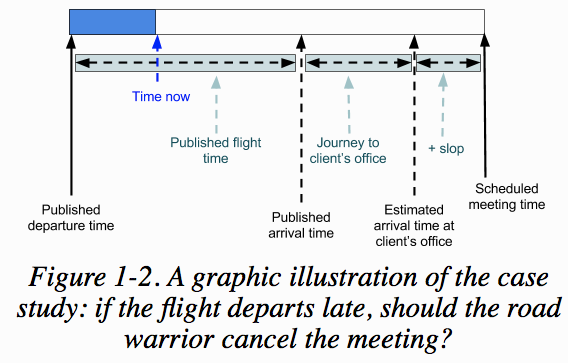 Time now
Published flight
time
Journey to
client's office
+ slop
Published
departure time
Published
arrival time
Estimated
arrival time at
client's office
Scheduled
meeting time
Figure 1-2. A graphic illustration of the case
study: if the flight departs late, should the road
warrior cancel the meeting?